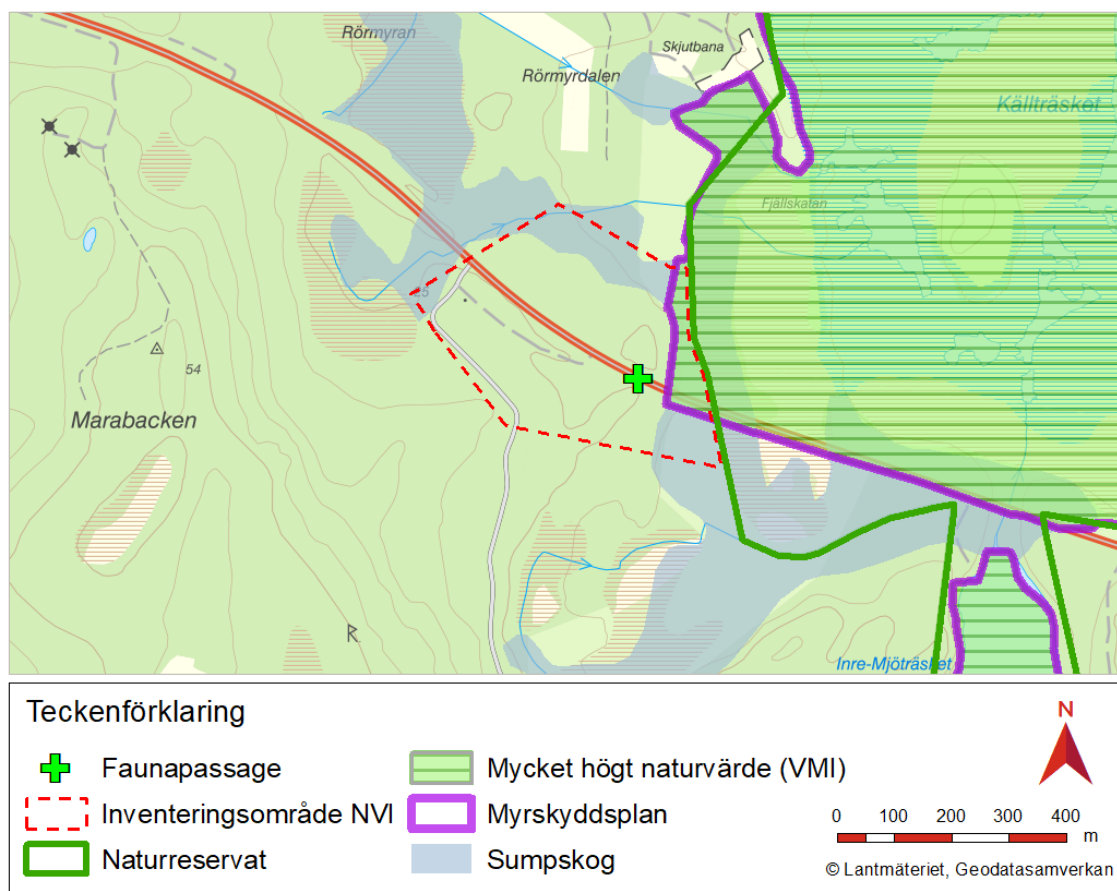 Rörmyran
Skjutbana
Rörmyrdalen
Källträsket
Fjällskatan
25
54
Marabacken
Inre-Mjöträsket
Teckenförklaring
Faunapassage
Inventeringsområde NVI
Naturreservat
Mycket högt naturvärde (VMI)
Myrskyddsplan
Sumpskog
N
0 100 200 300 400
m
© Lantmäteriet, Geodatasamverkan